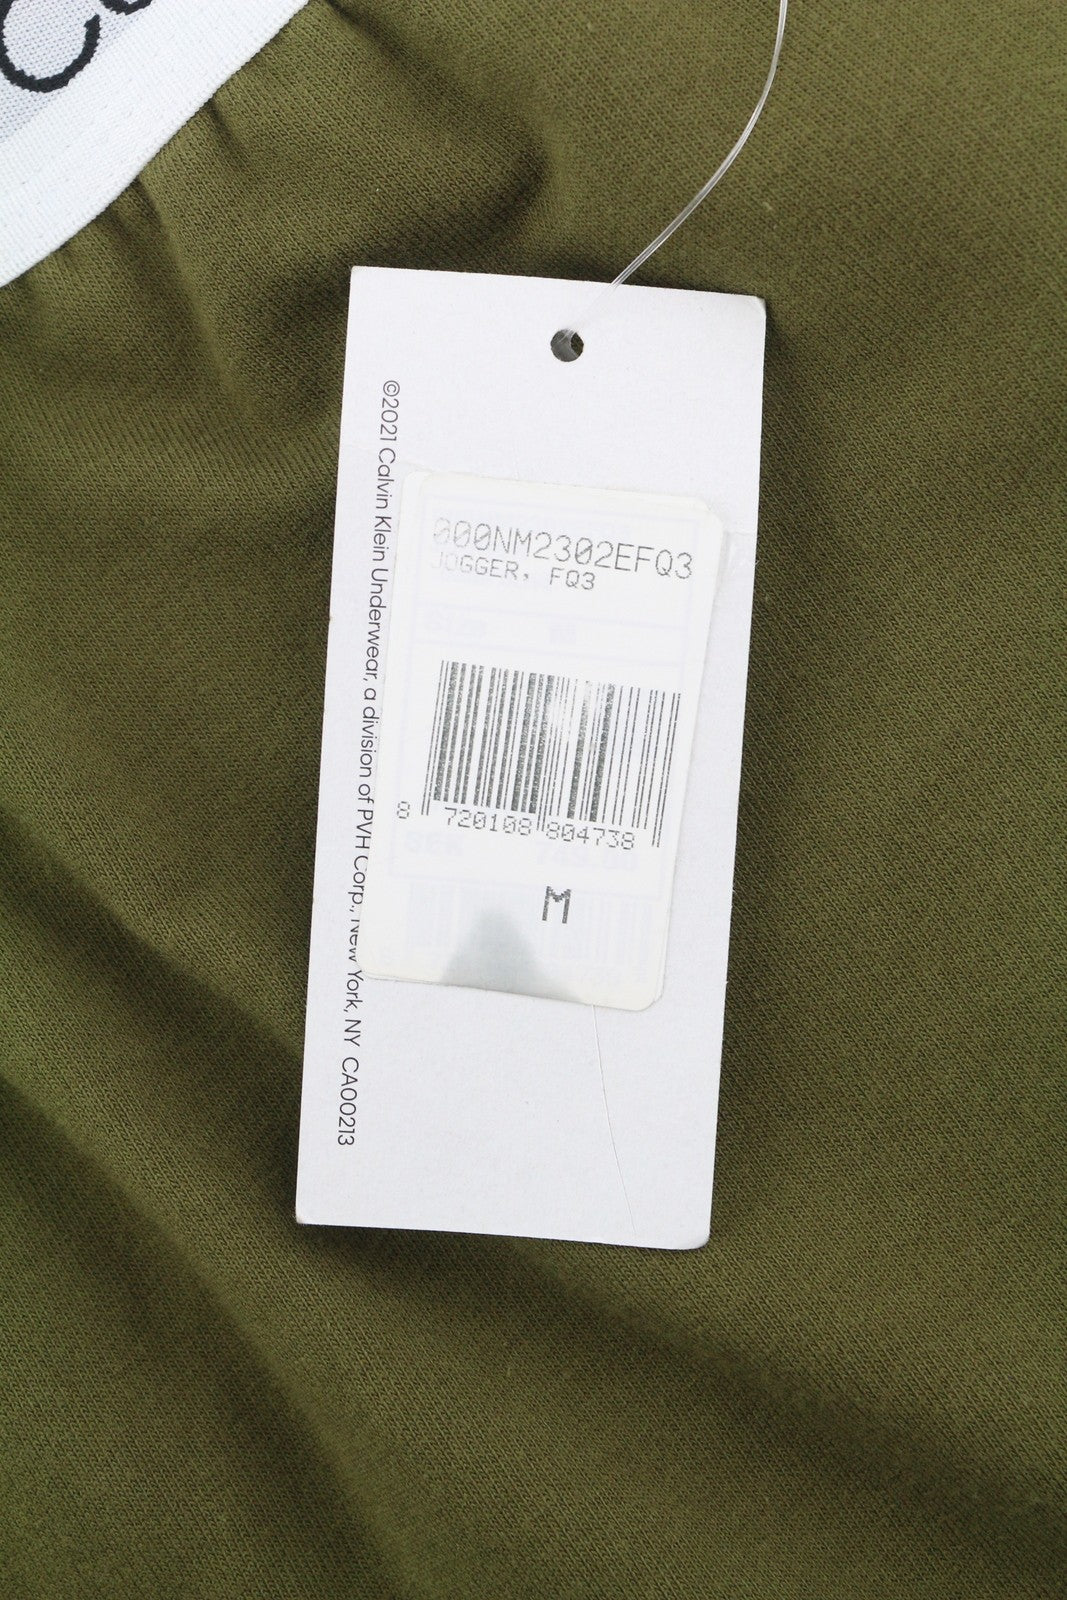 ©2021 Calvin Klein Underwear, a division of PVH Corp., New York, NY CA00213
000NM2302EFQ3
JOGGER, FQ3
8 720108 804738
M